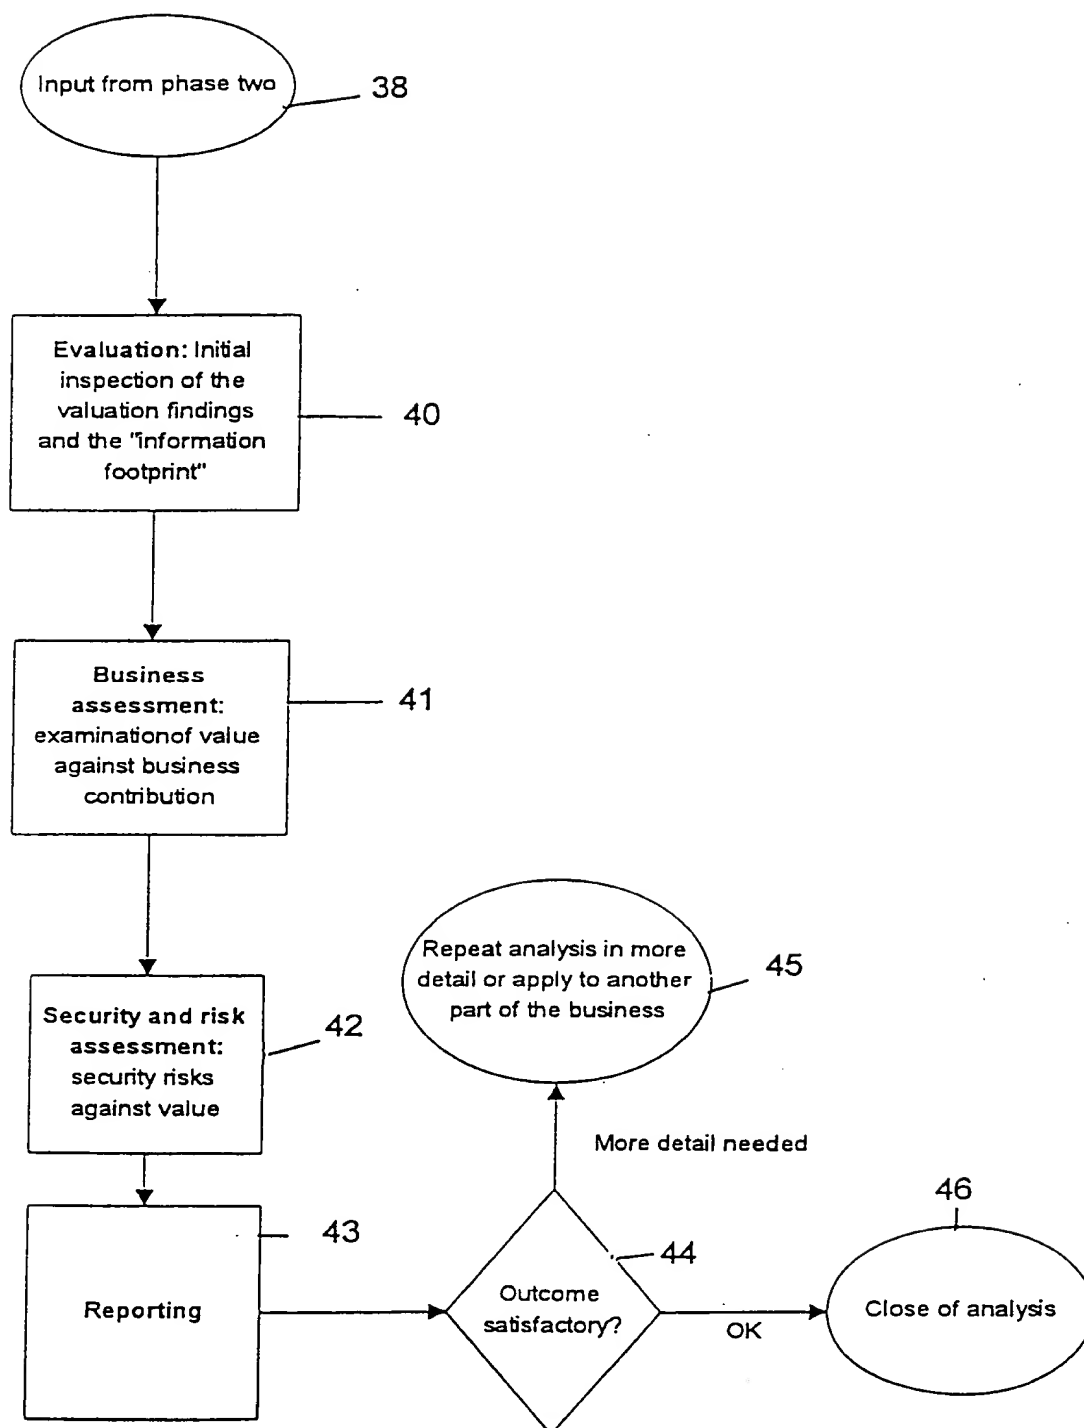 Input from phase two
38
Evaluation: Initial
inspection of the
valuation findings
and the "information
footprint"
40
Business
assessment:
examinationof value
against business
contribution
41
Security and risk
assessment:
security risks
against value
42
Reporting
43
Outcome
satisfactory?
44
More detail needed
Repeat analysis in more
detail or apply to another
part of the business
45
OK
Close of analysis
46